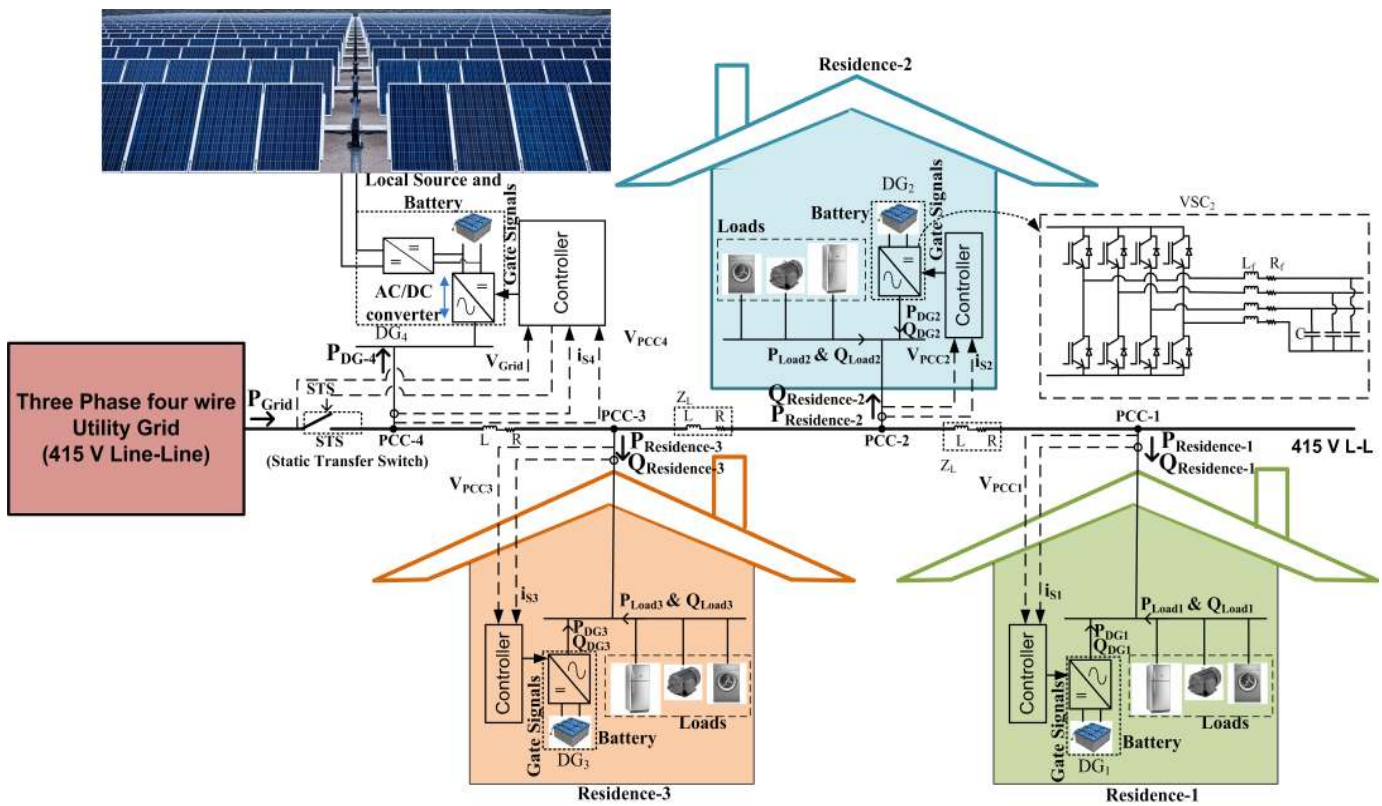 Residence-2
Local Source and
Battery
Gate Signals
Controller
AC/DC
converter
DG4
PDG-4
VGrid
iS4
VPCC4
DG2
Battery
Gate Signals
Loads
Controller
PDG2
QDG2
PLoad2 & QLoad2
VPCC2
iS2
VSC2
Lf
Rf
C
Three Phase four wire
Utility Grid
(415 V Line-Line)
PGrid
STS
STS
(Static Transfer Switch)
PCC-4
L
R
PCC-3
ZL
L
R
QResidence-2
PResidence-2
PCC-2
L
R
ZL
PCC-1
415 V L-L
PResidence-3
QResidence-3
VPCC3
iS3
PResidence-1
QResidence-1
VPCC1
iS1
Controller
Gate Signals
PLoad3 & QLoad3
PDG3
QDG3
Battery
DG3
Loads
Residence-3
Controller
Gate Signals
PLoad1 & QLoad1
PDG1
QDG1
Battery
DG1
Loads
Residence-1